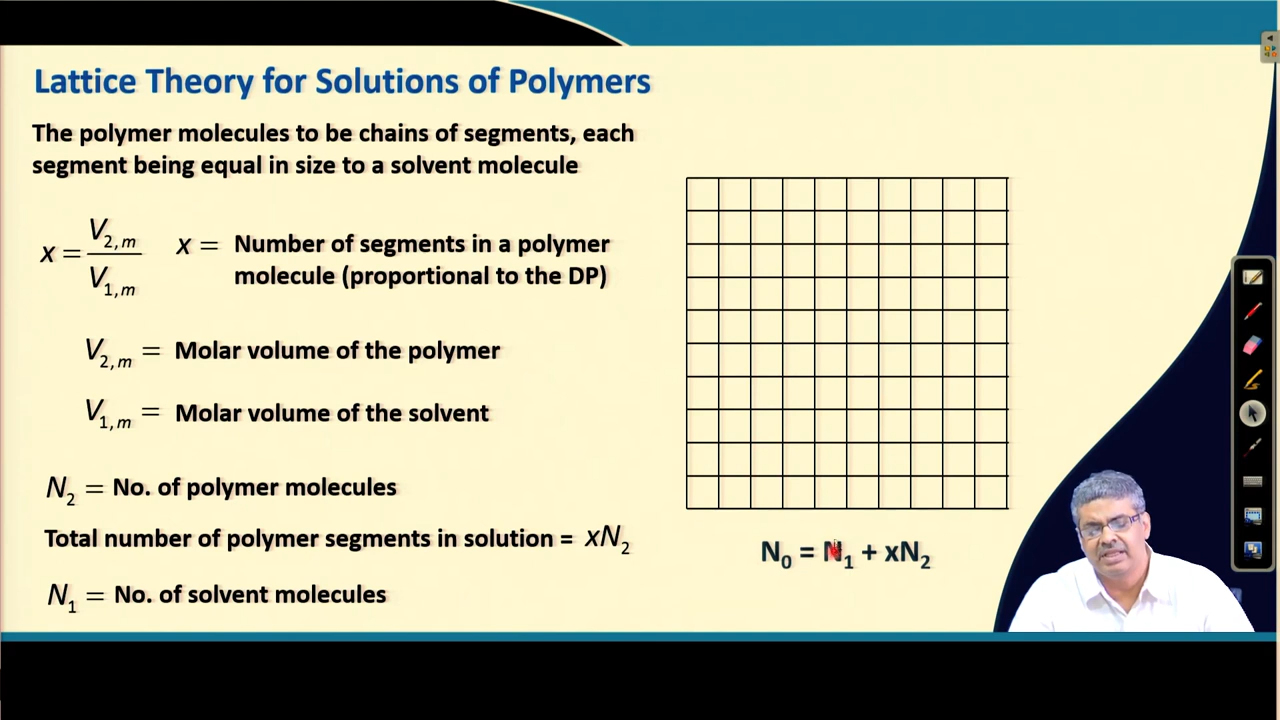 Lattice Theory for Solutions of Polymers
The polymer molecules to be chains of segments, each
segment being equal in size to a solvent molecule
x = V₂,ₘ / V₁,ₘ
x = Number of segments in a polymer
molecule (proportional to the DP)
V₂,ₘ = Molar volume of the polymer
V₁,ₘ = Molar volume of the solvent
N₂ = No. of polymer molecules
Total number of polymer segments in solution = xN₂
N₁ = No. of solvent molecules
N₀ = N₁ + xN₂